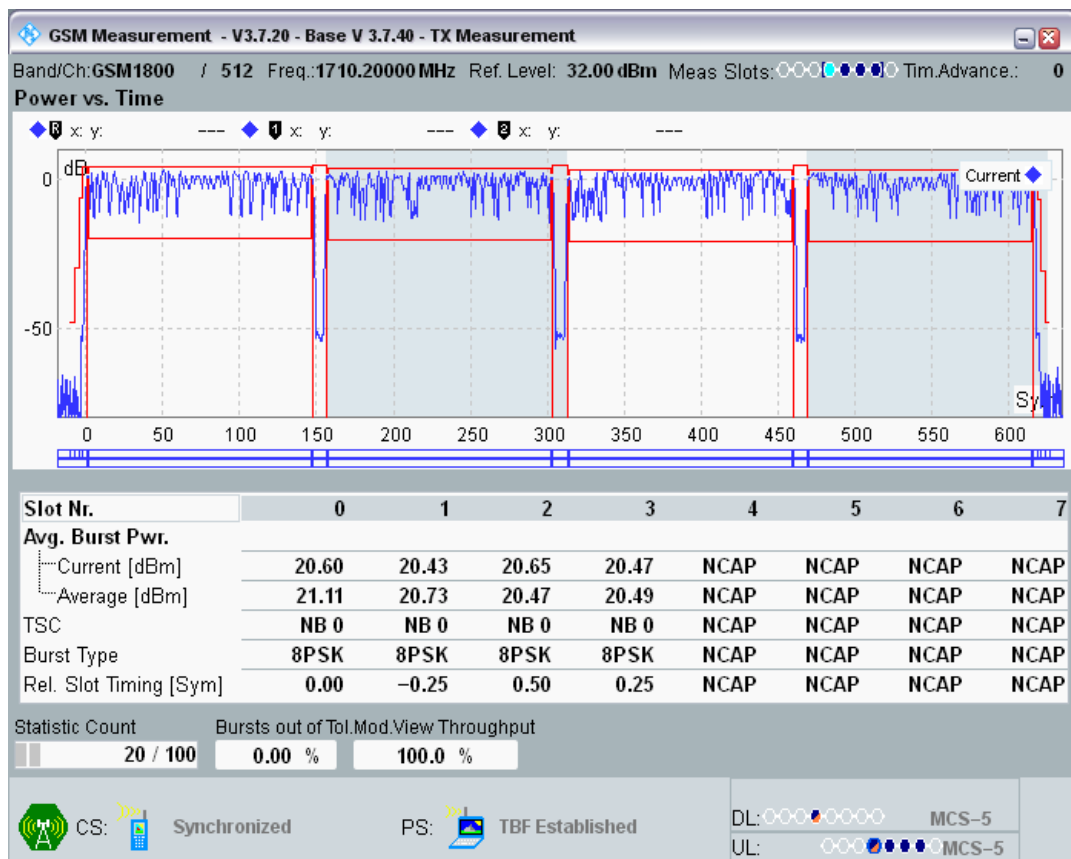 GSM Measurement - V3.7.20 - Base V 3.7.40 - TX Measurement
Band/Ch:GSM1800 / 512 Freq.:1710.20000 MHz Ref. Level: 32.00 dBm Meas Slots: Tim.Advance.: 0
Power vs. Time
R x: y: --- 1 x: y: --- 2 x: y: ---
dB
Current
0
-50
0 50 100 150 200 250 300 350 400 450 500 550 600
Slot Nr. 0 1 2 3 4 5 6 7
Avg. Burst Pwr.
Current [dBm] 20.60 20.43 20.65 20.47 NCAP NCAP NCAP NCAP
Average [dBm] 21.11 20.73 20.47 20.49 NCAP NCAP NCAP NCAP
TSC NB 0 NB 0 NB 0 NB 0 NCAP NCAP NCAP NCAP
Burst Type 8PSK 8PSK 8PSK 8PSK NCAP NCAP NCAP NCAP
Rel. Slot Timing [Sym] 0.00 −0.25 0.50 0.25 NCAP NCAP NCAP NCAP
Statistic Count Bursts out of Tol. Mod.View Throughput
20 / 100 0.00 % 100.0 %
CS: Synchronized PS: TBF Established DL: MCS−5
UL: MCS−5